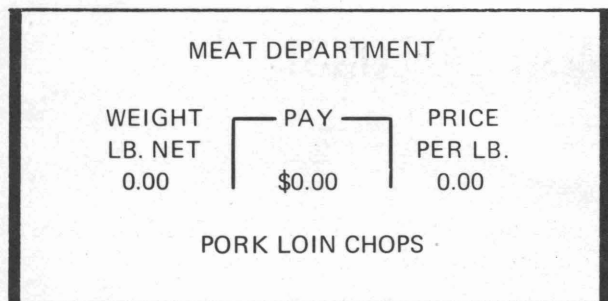 MEAT DEPARTMENT
WEIGHT PAY PRICE
LB. NET PER LB.
0.00 $0.00 0.00
PORK LOIN CHOPS